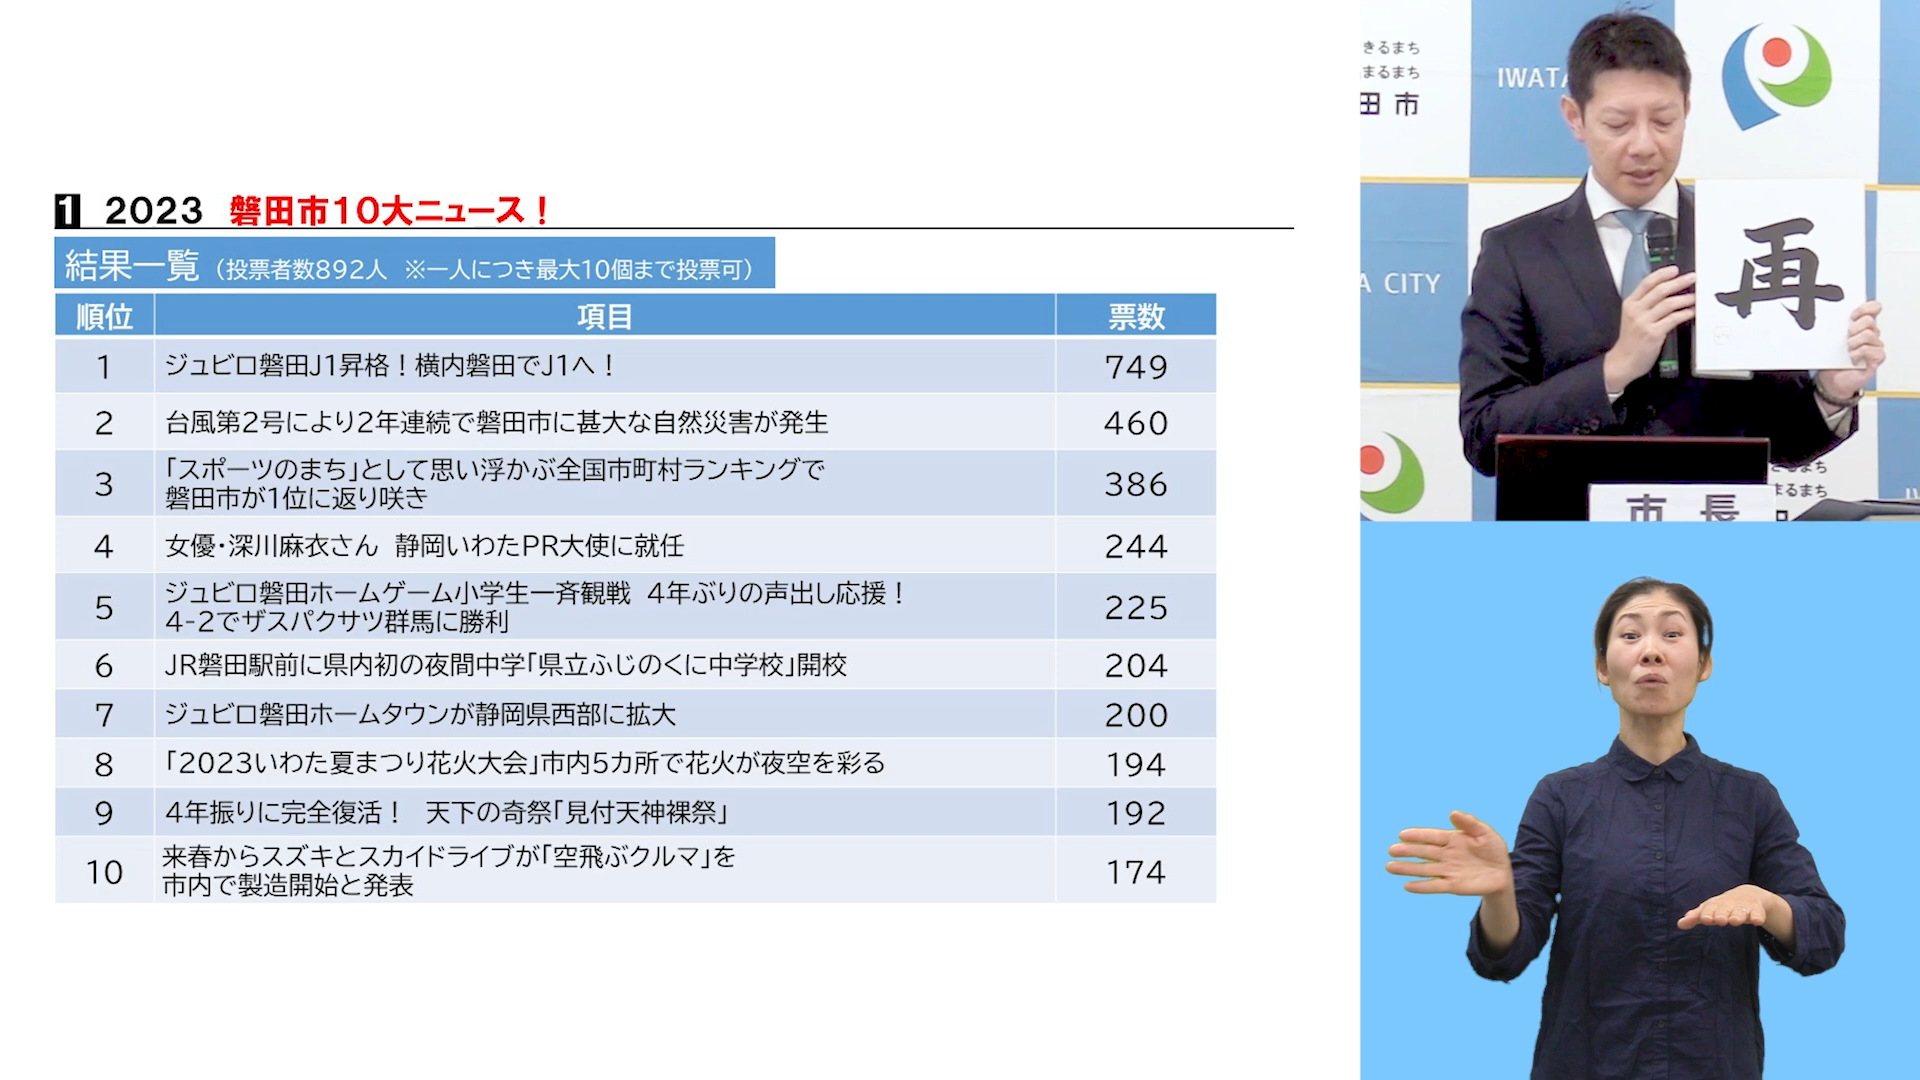 1 2023 磐田市10大ニュース！
結果一覧（投票者数892人 ※一人につき最大10個まで投票可）
順位 項目 票数
1 ジュビロ磐田J1昇格！横内磐田でJ1へ！ 749
2 台風第2号により2年連続で磐田市に甚大な自然災害が発生 460
3 「スポーツのまち」として思い浮かぶ全国市町村ランキングで
磐田市が1位に返り咲き 386
4 女優・深川麻衣さん 静岡いわたPR大使に就任 244
5 ジュビロ磐田ホームゲーム小学生一斉観戦 4年ぶりの声出し応援！
4-2でザスパクサツ群馬に勝利 225
6 JR磐田駅前に県内初の夜間中学「県立ふじのくに中学校」開校 204
7 ジュビロ磐田ホームタウンが静岡県西部に拡大 200
8 「2023いわた夏まつり花火大会」市内5カ所で花火が夜空を彩る 194
9 4年振りに完全復活！ 天下の奇祭「見付天神裸祭」 192
10 来春からスズキとスカイドライブが「空飛ぶクルマ」を
市内で製造開始と発表 174
きるまち
まるまち
田市
IWATA
A CITY
再
市長
きるまち
まるまち